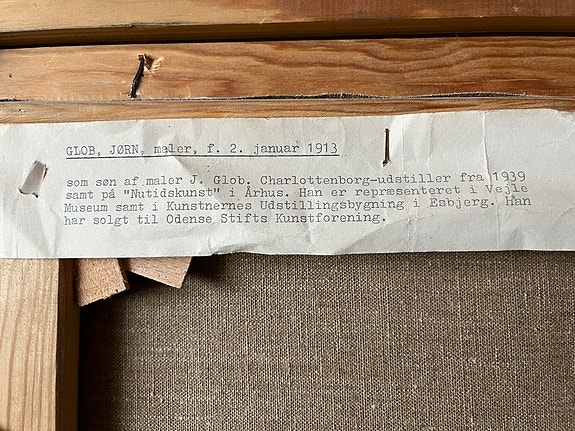 GLOB, JØRN, maler, f. 2. januar 1913
som søn af maler J. Glob. Charlottenborg-udstiller fra 1939
samt på "Nutidskunst" i Århus. Han er repræsenteret i Vejle
Museum samt i Kunstnernes Udstillingsbygning i Esbjerg. Han
har solgt til Odense Stifts Kunstforening.